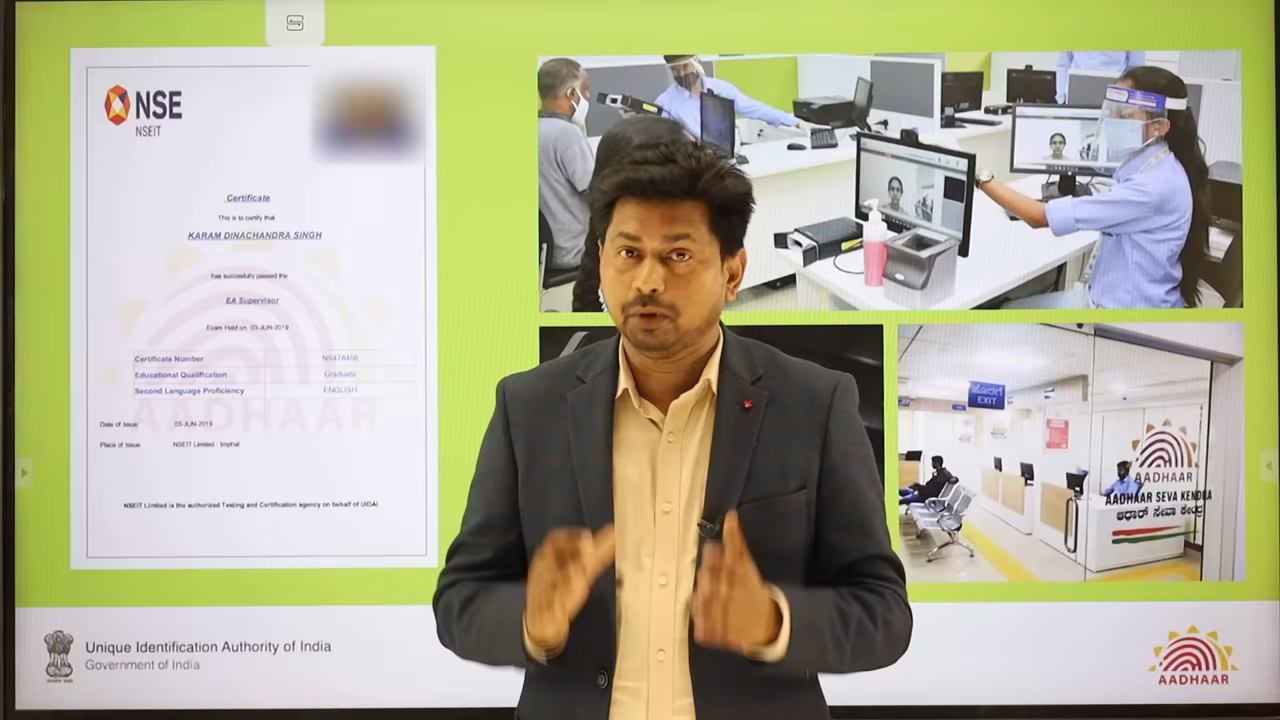 NSE
NSEIT
Certificate
This is to certify that
KARAM DINACHANDRA SINGH
has successfully passed the
EA Supervisor
Exam Held on 03-JUN-2019
Certificate Number NS478406
Educational Qualification Graduate
Second Language Proficiency ENGLISH
AADHAAR
Date of Issue 03-JUN-2019
Place of Issue NSEIT Limited - Imphal
NSEIT Limited is the authorized Testing and Certification agency on behalf of UIDAI
ಹೊರಗೆ
EXIT
AADHAAR
AADHAAR SEVA KENDRA
ಆಧಾರ್ ಸೇವಾ ಕೇಂದ್ರ
Unique Identification Authority of India
Government of India
AADHAAR